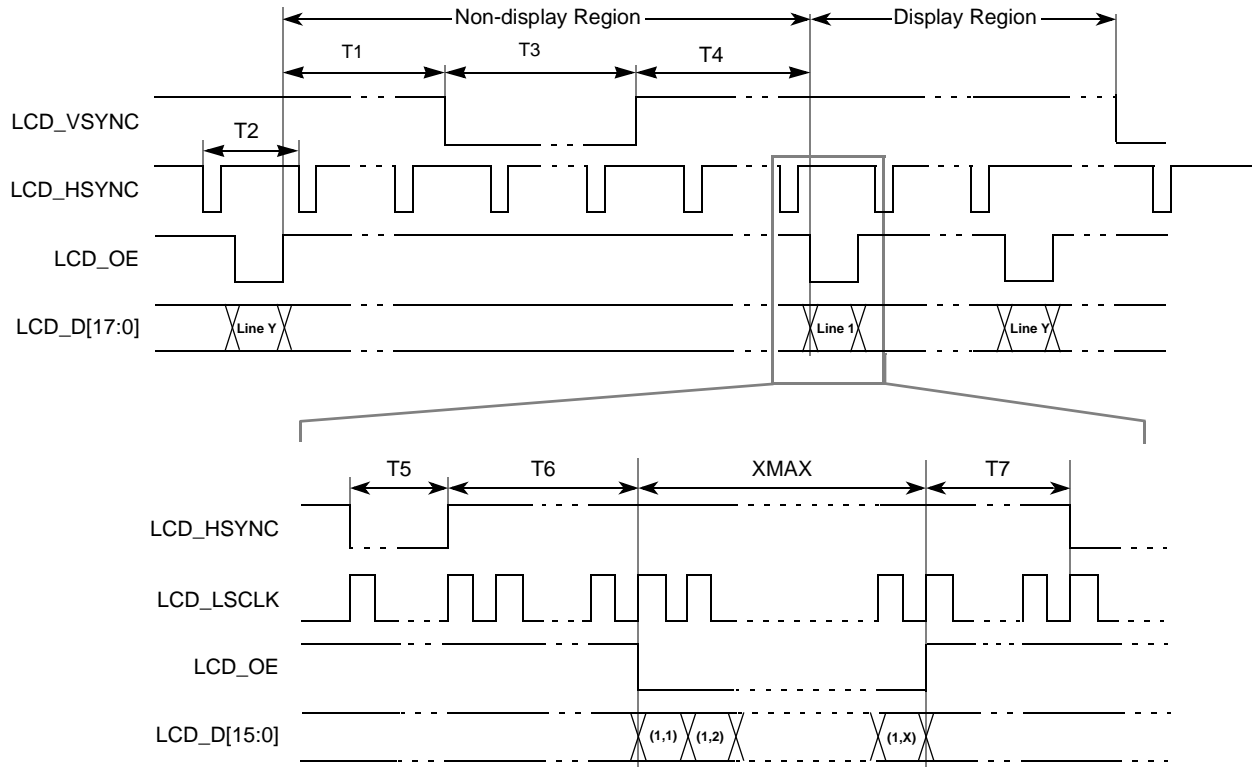 Non-display Region Display Region
T1 T3 T4
LCD_VSYNC
T2
LCD_HSYNC
LCD_OE
LCD_D[17:0] Line Y Line 1 Line Y
T5 T6 XMAX T7
LCD_HSYNC
LCD_LSCLK
LCD_OE
LCD_D[15:0] (1,1) (1,2) (1,X)